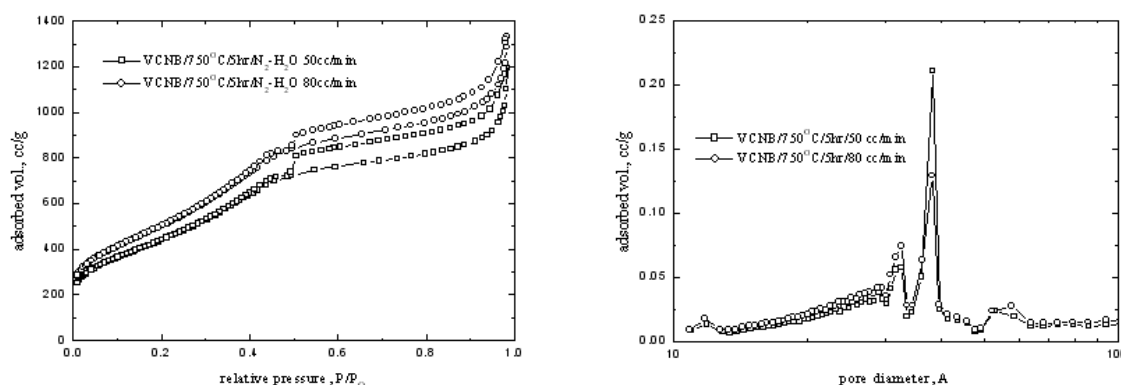 1400
1200
1000
800
600
400
200
0
0.0 0.2 0.4 0.6 0.8 1.0
adsorbed vol., cc/g
relative pressure, P/P_O
VCNB/750°C/5hr/N₂-H₂O 50cc/min
VCNB/750°C/5hr/N₂-H₂O 80cc/min
0.25
0.20
0.15
0.10
0.05
0.00
10 100
adsorbed vol., cc/g
pore diameter, A
VCNB/750°C/5hr/50 cc/min
VCNB/750°C/5hr/80 cc/min